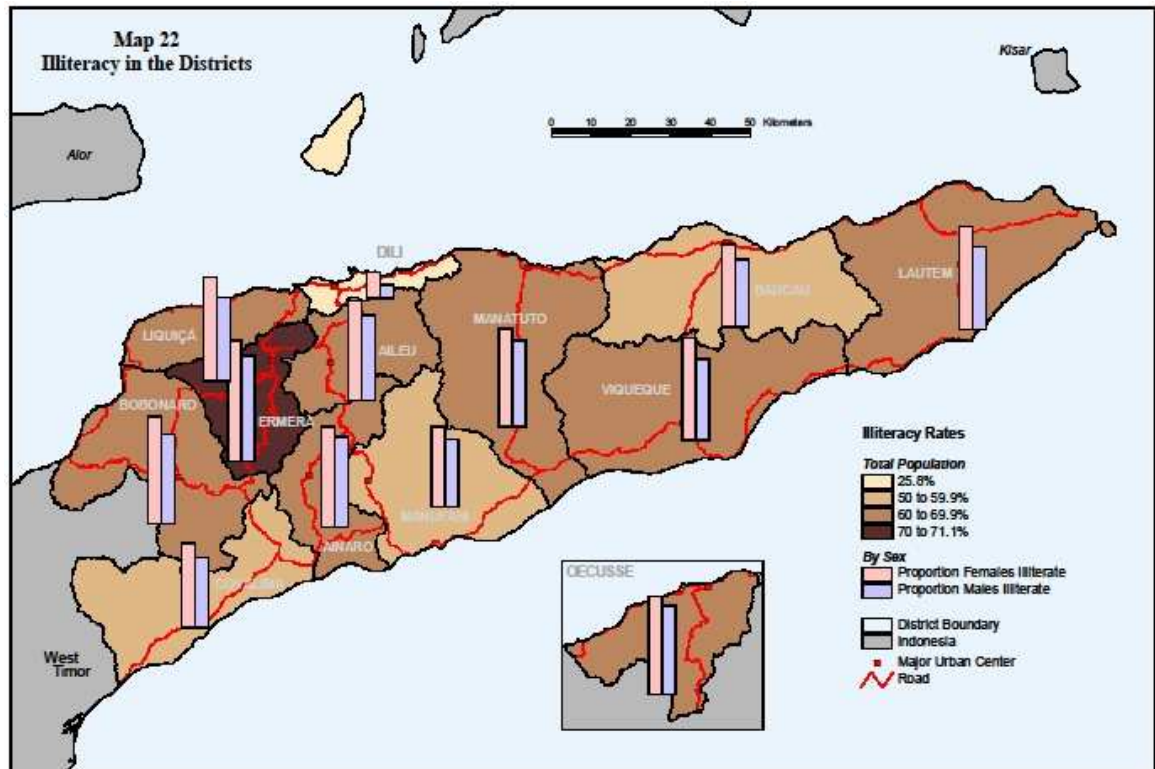 Map 22
Illiteracy in the Districts
Kisar
Alor
0 10 20 30 40 50 Kilometers
DILI
LAUTEM
BAUCAU
MANATUTO
LIQUIÇÁ
AILEU
VIQUEQUE
BOBONARO
ERMERA
MANUFAHI
AINARO
COVALIMA
OECUSSE
West
Timor
Illiteracy Rates
Total Population
25.8%
50 to 59.9%
60 to 69.9%
70 to 71.1%
By Sex
Proportion Females Illiterate
Proportion Males Illiterate
District Boundary
Indonesia
Major Urban Center
Road